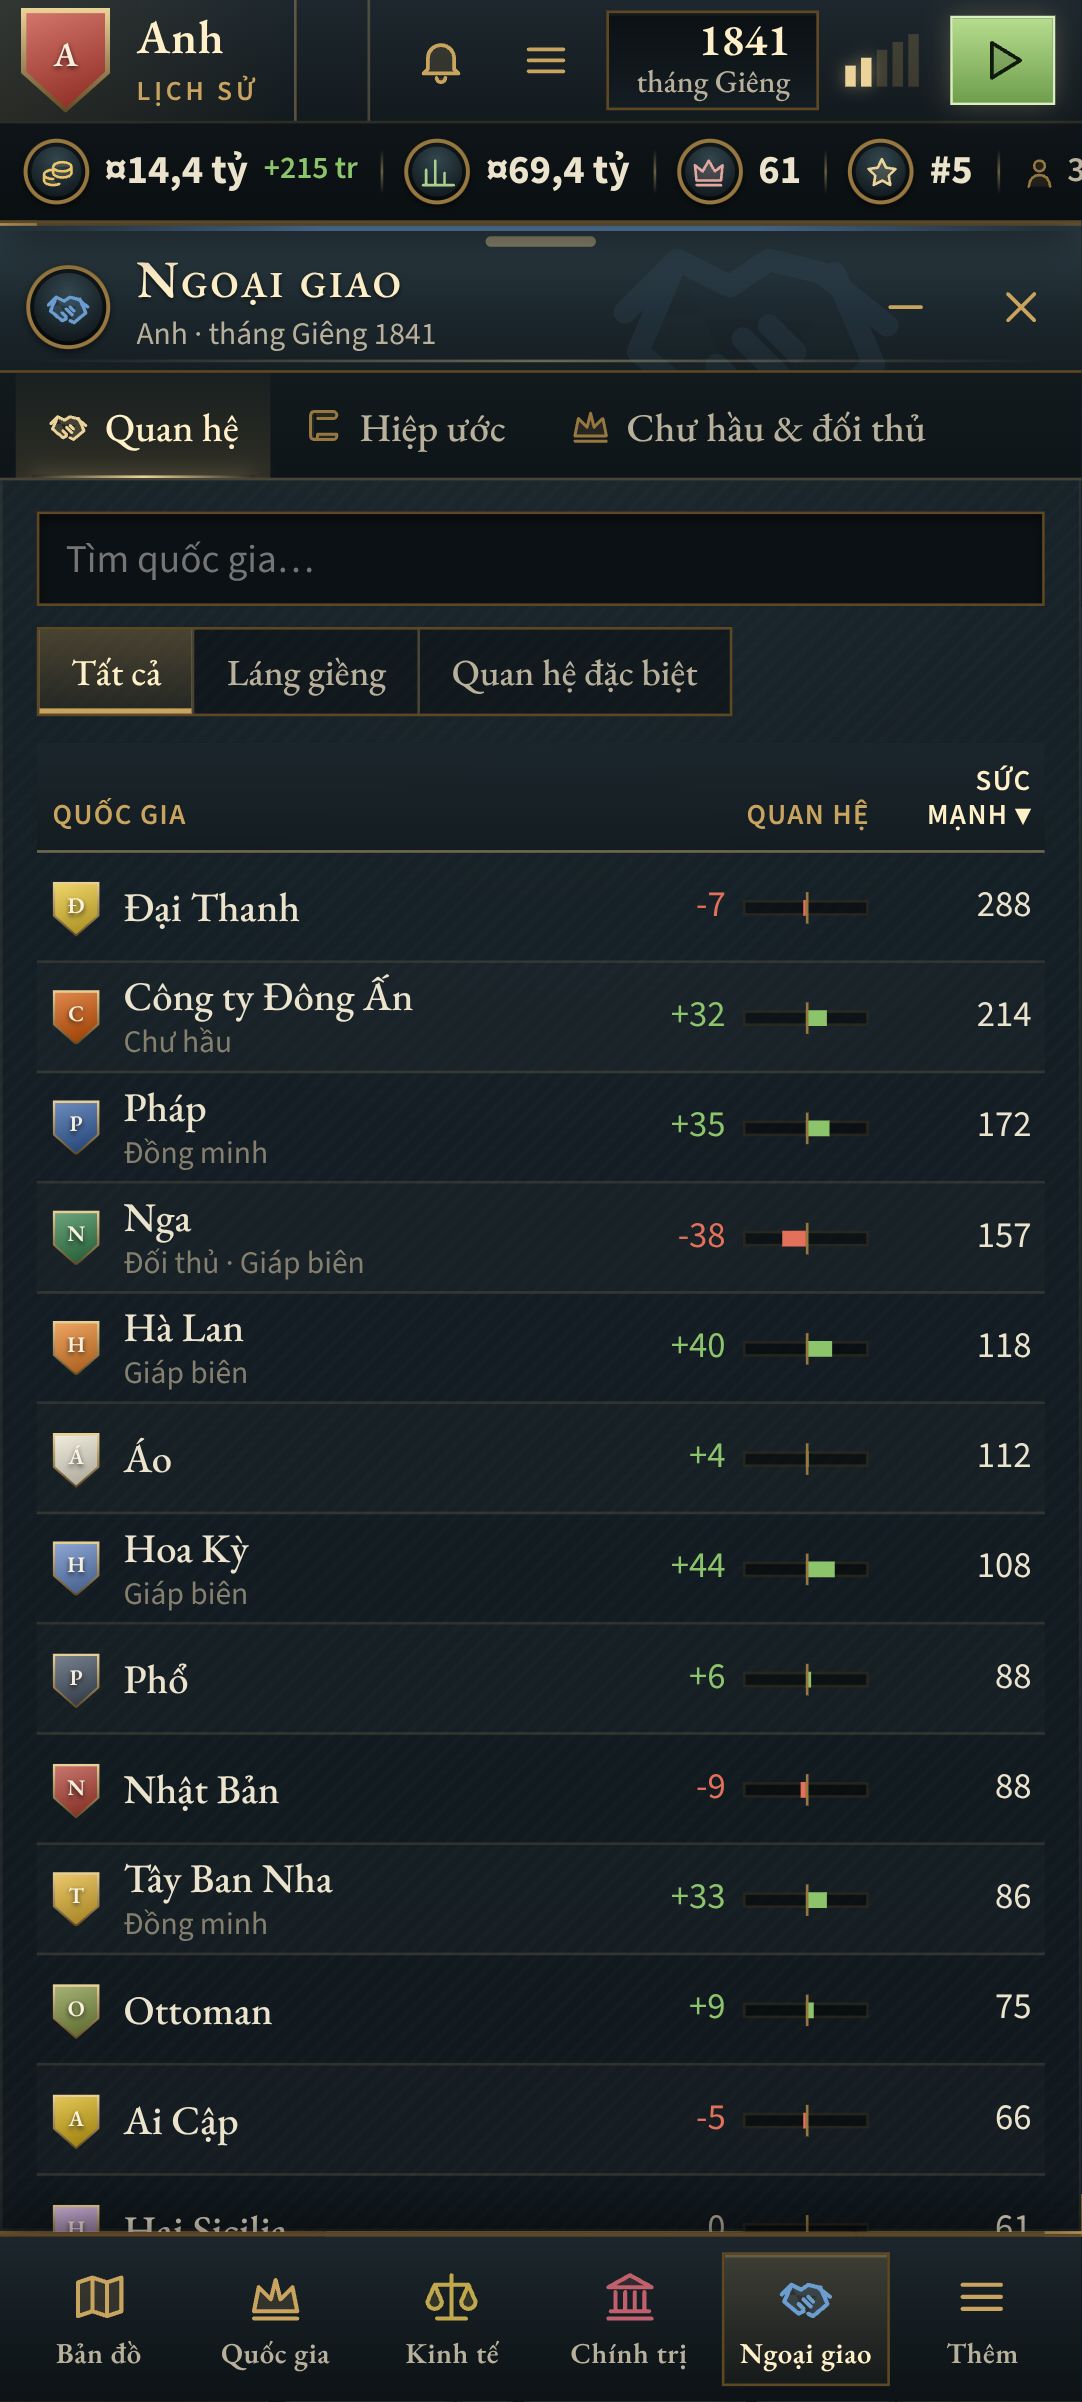 A
Anh
LỊCH SỬ
1841
tháng Giêng
¤14,4 tỷ +215 tr
¤69,4 tỷ
61
#5
3
Ngoại giao
Anh · tháng Giêng 1841
Quan hệ
Hiệp ước
Chư hầu & đối thủ
Tìm quốc gia...
Tất cả
Láng giềng
Quan hệ đặc biệt
QUỐC GIA
QUAN HỆ
SỨC
MẠNH ▼
Đ Đại Thanh -7 288
C Công ty Đông Ấn +32 214
Chư hầu
P Pháp +35 172
Đồng minh
N Nga -38 157
Đối thủ · Giáp biên
H Hà Lan +40 118
Giáp biên
Á Áo +4 112
H Hoa Kỳ +44 108
Giáp biên
P Phổ +6 88
N Nhật Bản -9 88
T Tây Ban Nha +33 86
Đồng minh
O Ottoman +9 75
A Ai Cập -5 66
H Hai Sicilia 0 61
Bản đồ
Quốc gia
Kinh tế
Chính trị
Ngoại giao
Thêm